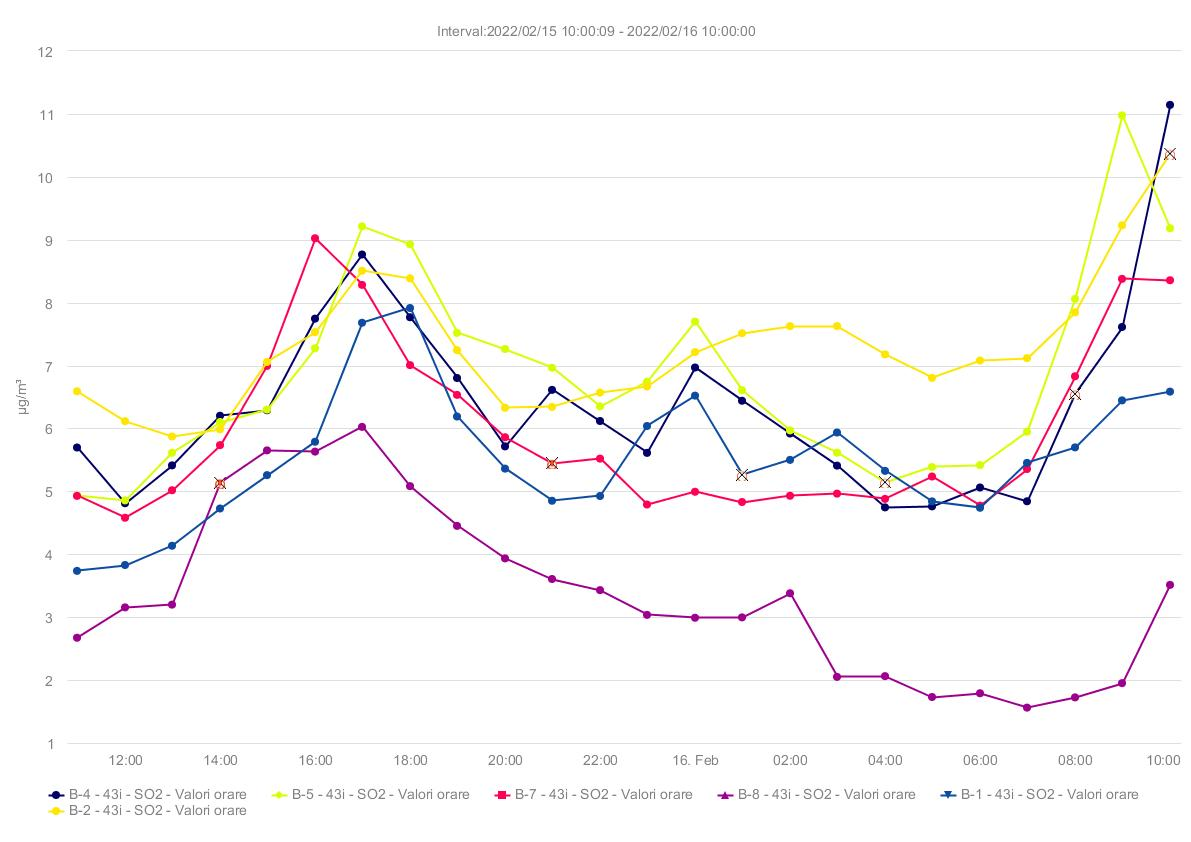 Interval:2022/02/15 10:00:09 - 2022/02/16 10:00:00
12
11
10
9
8
7
6
5
4
3
2
1
µg/m³
12:00 14:00 16:00 18:00 20:00 22:00 16. Feb 02:00 04:00 06:00 08:00 10:00
B-4 - 43i - SO2 - Valori orare B-5 - 43i - SO2 - Valori orare B-7 - 43i - SO2 - Valori orare B-8 - 43i - SO2 - Valori orare B-1 - 43i - SO2 - Valori orare
B-2 - 43i - SO2 - Valori orare